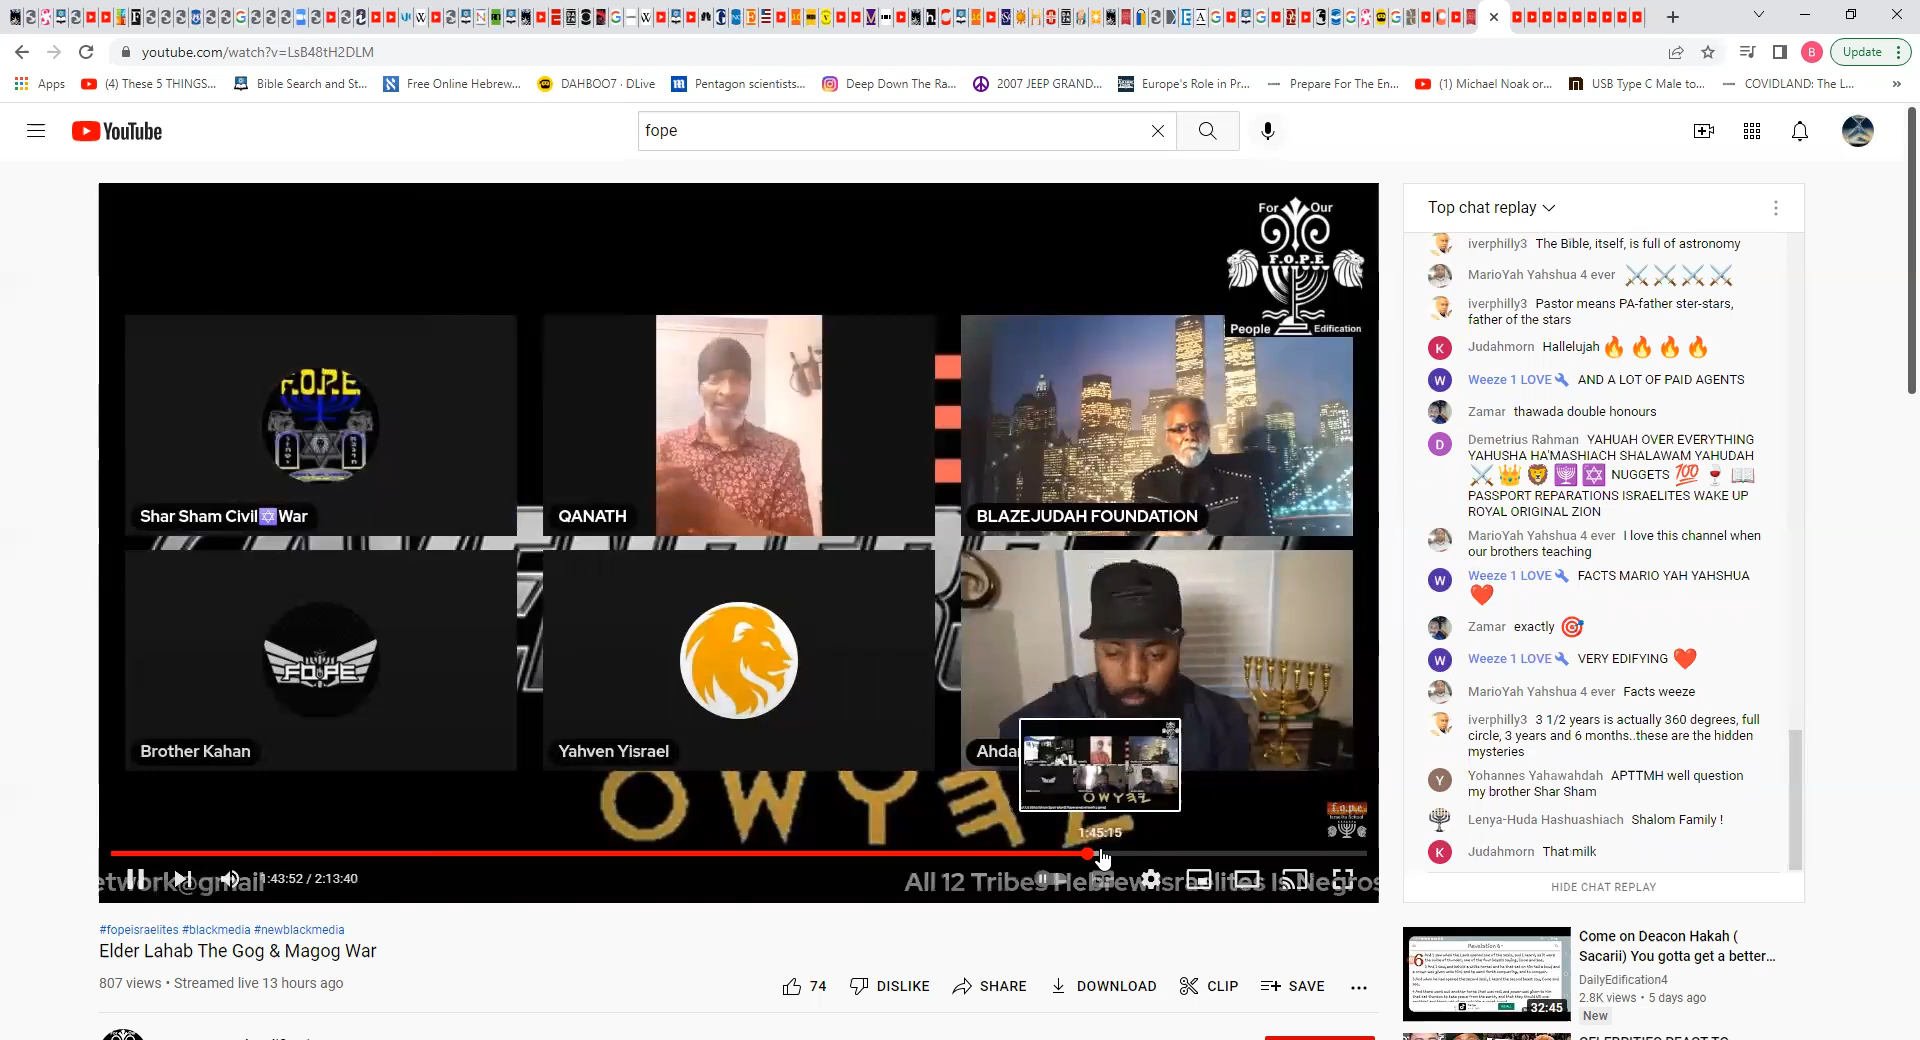 youtube.com/watch?v=LsB48tH2DLM
Update
Apps
(4) These 5 THINGS...
Bible Search and St...
Free Online Hebrew...
DAHBOO7 · DLive
Pentagon scientists...
Deep Down The Ra...
2007 JEEP GRAND...
Europe's Role in Pr...
Prepare For The En...
(1) Michael Noak or...
USB Type C Male to...
COVIDLAND: The L...
YouTube
fope
For Our
F.O.P.E
People Edification
F.O.P.E
Shar Sham Civil✡War
QANATH
BLAZEJUDAH FOUNDATION
FOPE
Brother Kahan
Yahven Yisrael
Ahda
1:45:15
f.o.p.e
1:43:52 / 2:13:40
etwork@gmail
All 12 Tribes Hebrew Israelites Is Negros
#fopeisraelites #blackmedia #newblackmedia
Elder Lahab The Gog & Magog War
807 views • Streamed live 13 hours ago
74
DISLIKE
SHARE
DOWNLOAD
CLIP
SAVE
Top chat replay
iverphilly3 The Bible, itself, is full of astronomy
MarioYah Yahshua 4 ever ⚔️⚔️⚔️⚔️
iverphilly3 Pastor means PA-father ster-stars,
father of the stars
Judahmorn Hallelujah 🔥🔥🔥🔥
Weeze 1 LOVE AND A LOT OF PAID AGENTS
Zamar thawada double honours
Demetrius Rahman YAHUAH OVER EVERYTHING
YAHUSHA HA'MASHIACH SHALAWAM YAHUDAH
⚔️👑🦁🕎🔯 NUGGETS 💯🍷📖
PASSPORT REPARATIONS ISRAELITES WAKE UP
ROYAL ORIGINAL ZION
MarioYah Yahshua 4 ever I love this channel when
our brothers teaching
Weeze 1 LOVE FACTS MARIO YAH YAHSHUA
❤️
Zamar exactly 🎯
Weeze 1 LOVE VERY EDIFYING ❤️
MarioYah Yahshua 4 ever Facts weeze
iverphilly3 3 1/2 years is actually 360 degrees, full
circle, 3 years and 6 months..these are the hidden
mysteries
Yohannes Yahawahdah APTTMH well question
my brother Shar Sham
Lenya-Huda Hashuashiach Shalom Family !
Judahmorn That milk
HIDE CHAT REPLAY
Come on Deacon Hakah (
Sacarii) You gotta get a better...
DailyEdification4
2.8K views • 5 days ago
New
32:45